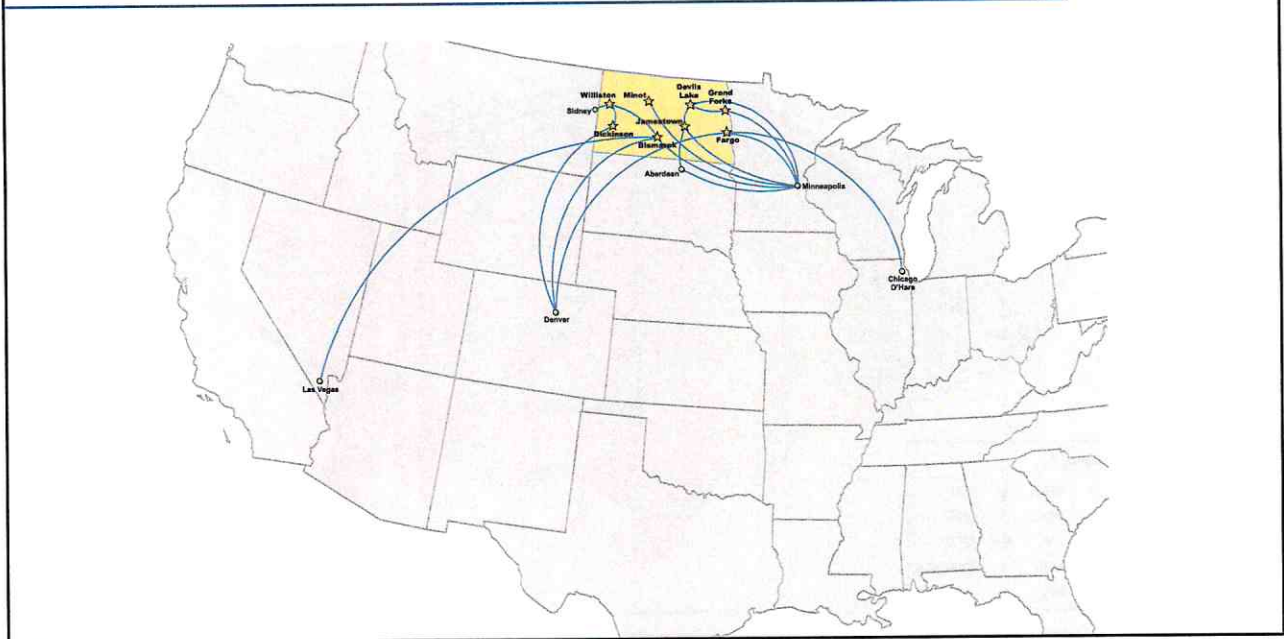 Devils
Lake
Grand
Forks
Williston
Minot
Sidney
Jamestown
Dickinson
Bismarck
Fargo
Aberdeen
Minneapolis
Chicago
O'Hare
Denver
Las Vegas